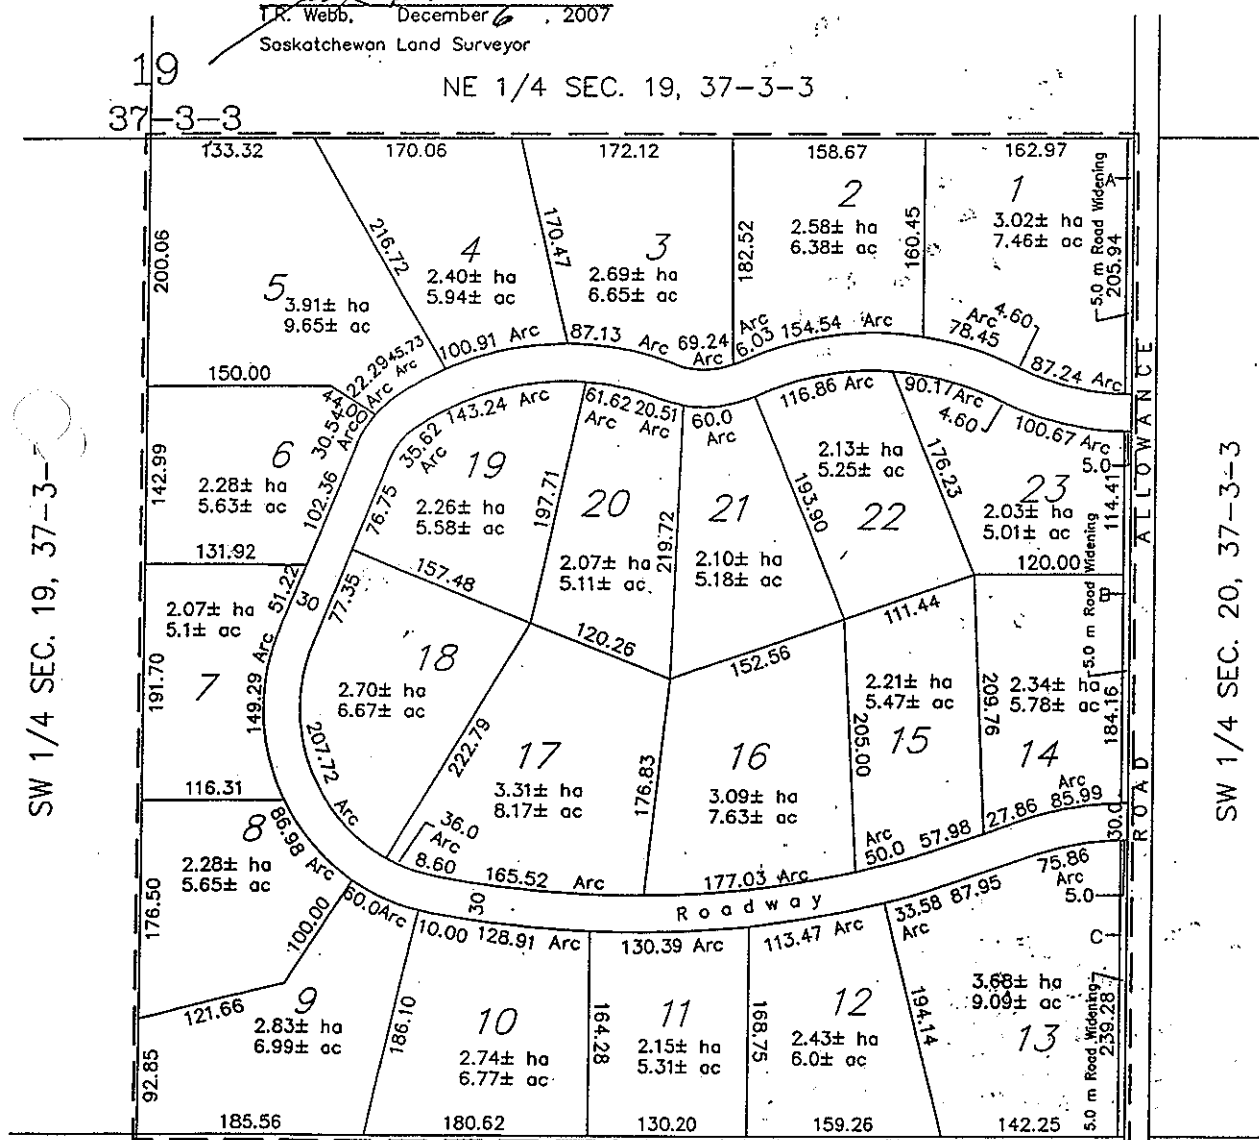 T.R. Webb, December 6, 2007
Saskatchewan Land Surveyor
19
37-3-3
NE 1/4 SEC. 19, 37-3-3
133.32 170.06 172.12 158.67 162.97
5.0 m Road Widening
A
205.94
1
3.02± ha
7.46± ac
160.45
2
2.58± ha
6.38± ac
182.52
3
2.69± ha
6.65± ac
170.47
4
2.40± ha
5.94± ac
216.72
5
3.91± ha
9.65± ac
200.06
150.00
44.00
22.29 Arc
45.73 Arc
100.91 Arc
87.13 Arc
69.24 Arc
Arc 6.03
154.54 Arc
Arc 78.45
4.60
87.24 Arc
30.54 Arc
102.36
6
2.28± ha
5.63± ac
142.99
131.92
51.22
30
2.07± ha
5.1± ac
7
191.70
149.29 Arc
116.31
86.98 Arc
8
2.28± ha
5.65± ac
176.50
100.00
121.66
60.0 Arc
9
2.83± ha
6.99± ac
92.85
185.56
186.10
10.00 128.91 Arc
10
2.74± ha
6.77± ac
180.62
164.28
130.39 Arc
11
2.15± ha
5.31± ac
130.20
168.75
113.47 Arc
12
2.43± ha
6.0± ac
159.26
194.14
33.58 Arc
87.95
75.86 Arc
5.0
C
3.68± ha
9.09± ac
13
5.0 m Road Widening
239.28
142.25
35.62 Arc
143.24 Arc
76.75
19
2.26± ha
5.58± ac
197.71
157.48
61.62 Arc
20.51 Arc
20
2.07± ha
5.11± ac
219.72
120.26
60.0 Arc
21
2.10± ha
5.18± ac
193.90
152.56
116.86 Arc
2.13± ha
5.25± ac
22
176.23
111.44
90.17 Arc
4.60
100.67 Arc
5.0
23
2.03± ha
5.01± ac
114.41
120.00
B
5.0 m Road Widening
77.35
18
2.70± ha
6.67± ac
207.72 Arc
222.79
17
3.31± ha
8.17± ac
36.0 Arc
8.60
165.52 Arc
30
176.83
16
3.09± ha
7.63± ac
177.03 Arc
205.00
2.21± ha
5.47± ac
15
Arc 50.0
57.98
209.76
2.34± ha
5.78± ac
14
184.16
27.86
Arc 85.99
30.0
Roadway
ROAD ALLOWANCE
SW 1/4 SEC. 19, 37-3-
SW 1/4 SEC. 20, 37-3-3